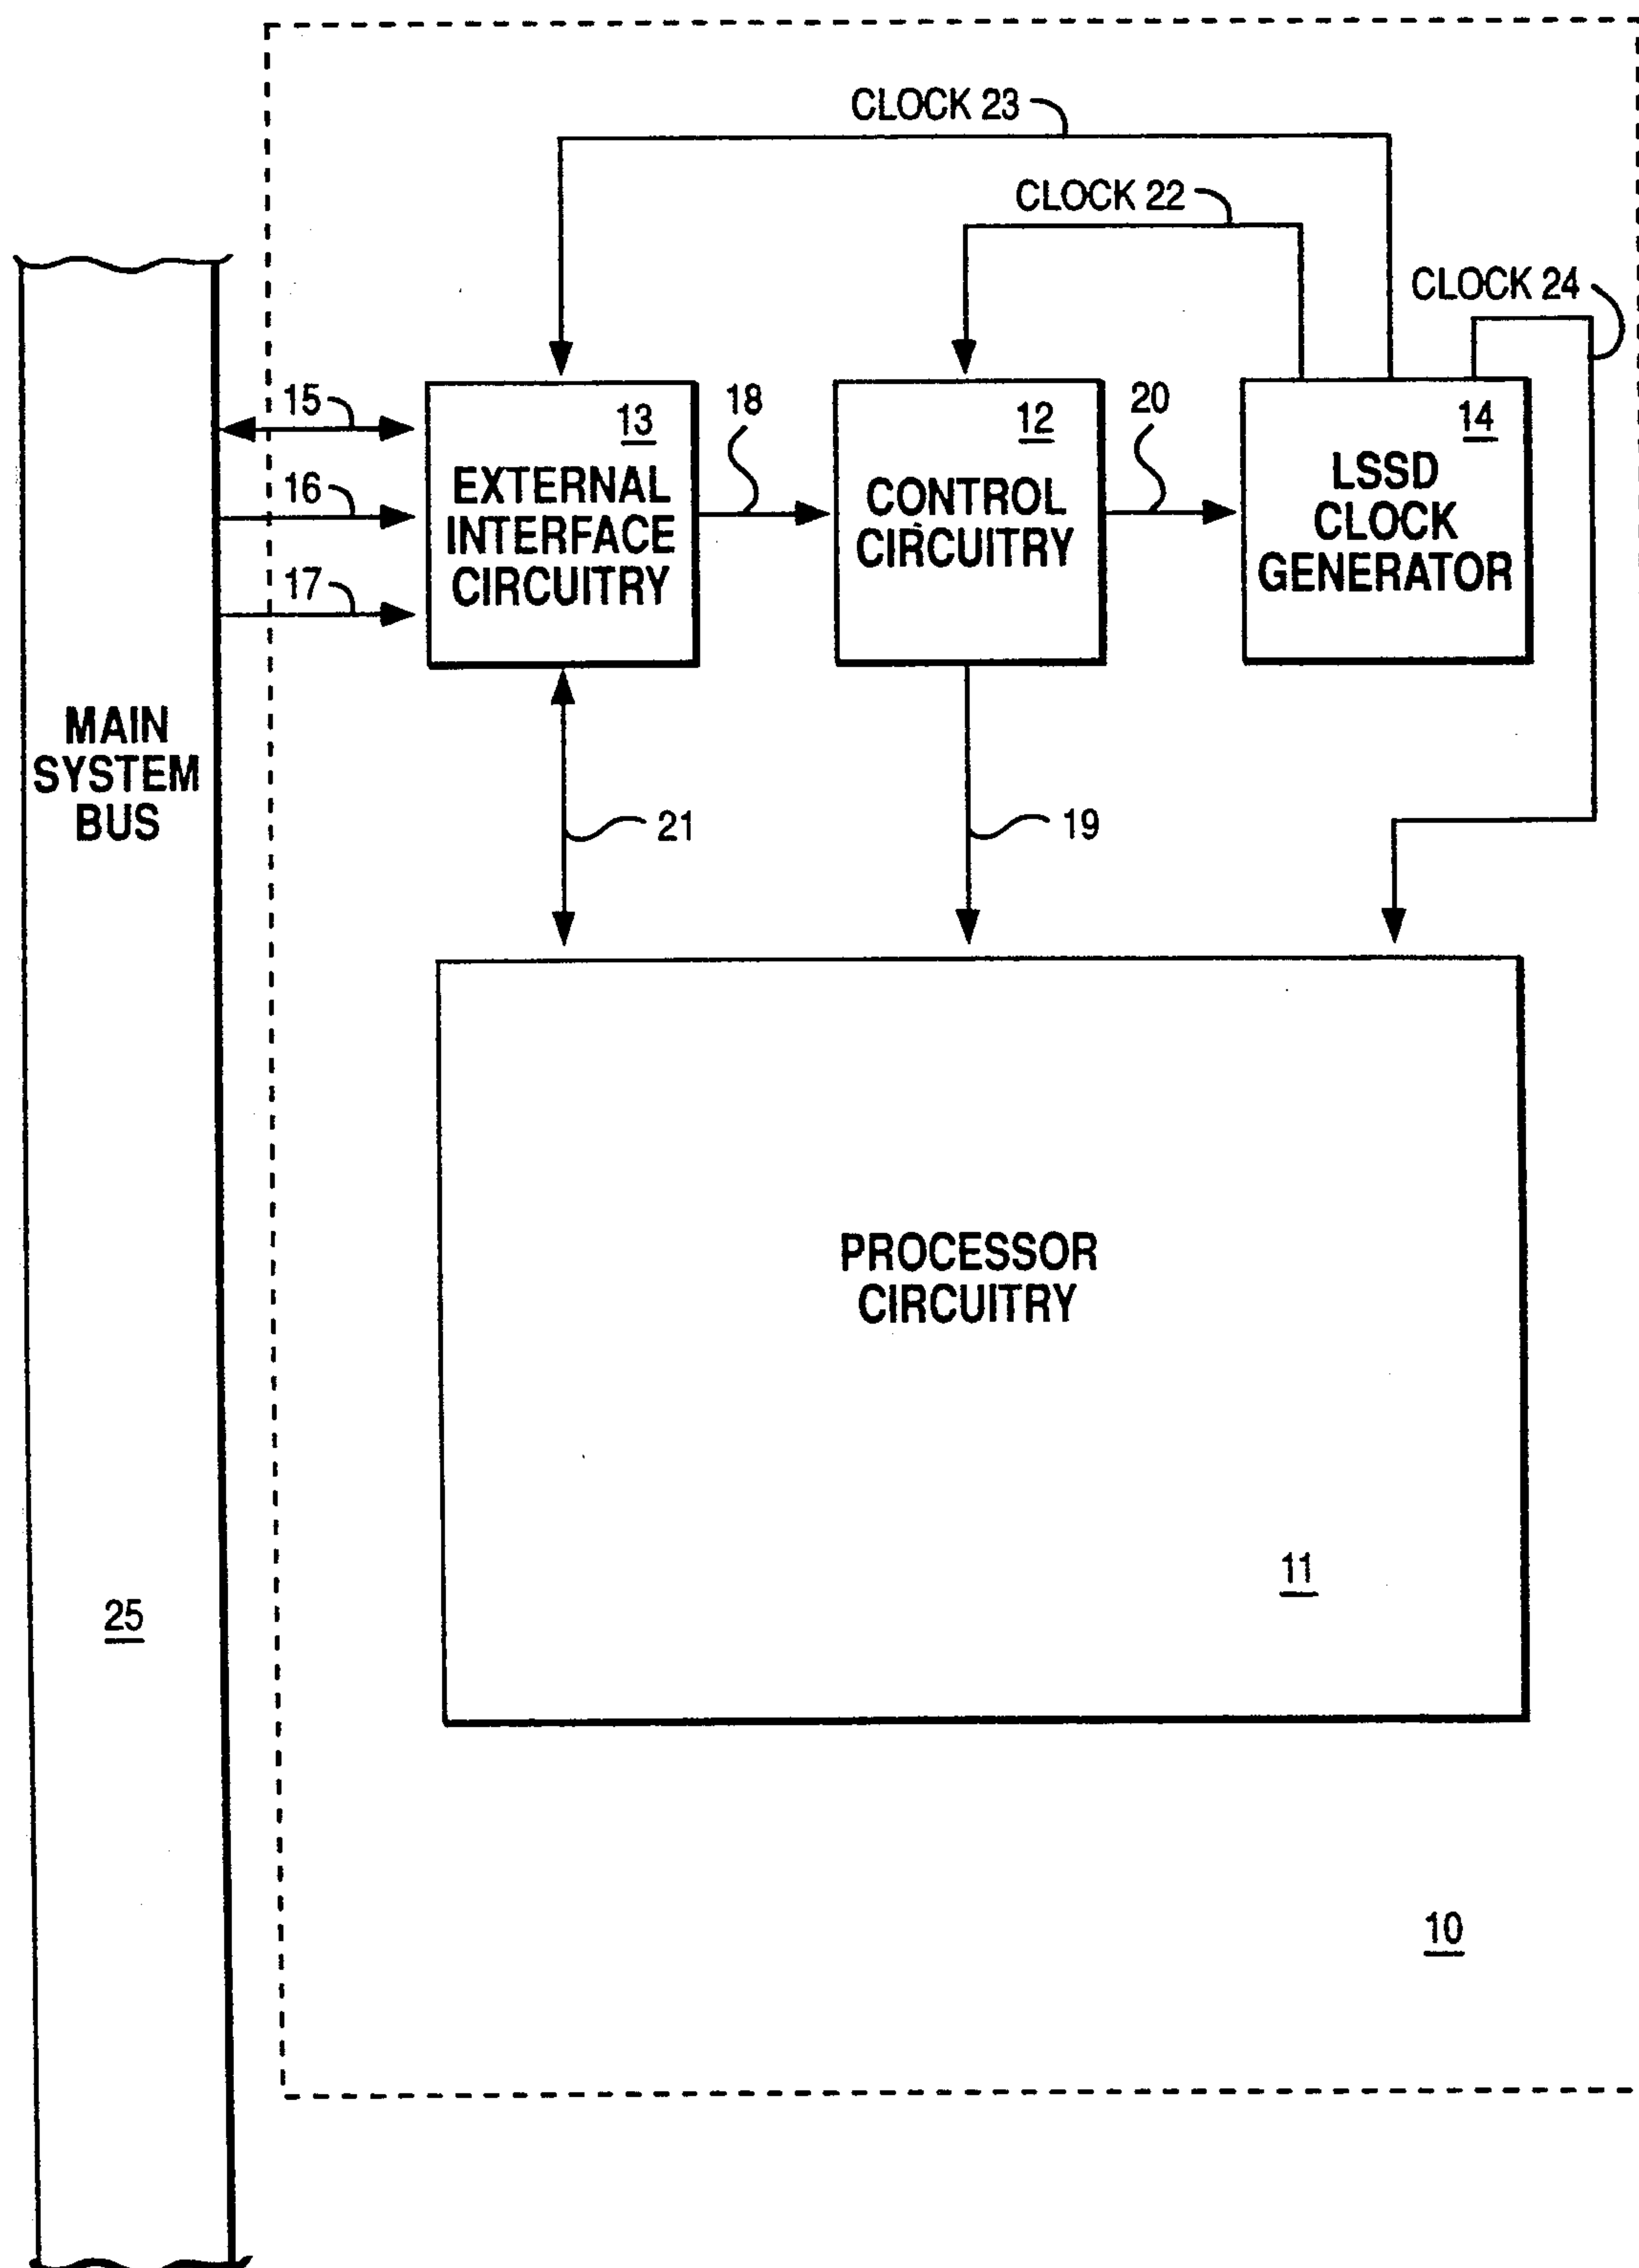 CLOCK 23
CLOCK 22
CLOCK 24
15
16
17
13
EXTERNAL
INTERFACE
CIRCUITRY
18
12
CONTROL
CIRCUITRY
20
14
LSSD
CLOCK
GENERATOR
MAIN
SYSTEM
BUS
21
19
PROCESSOR
CIRCUITRY
11
25
10